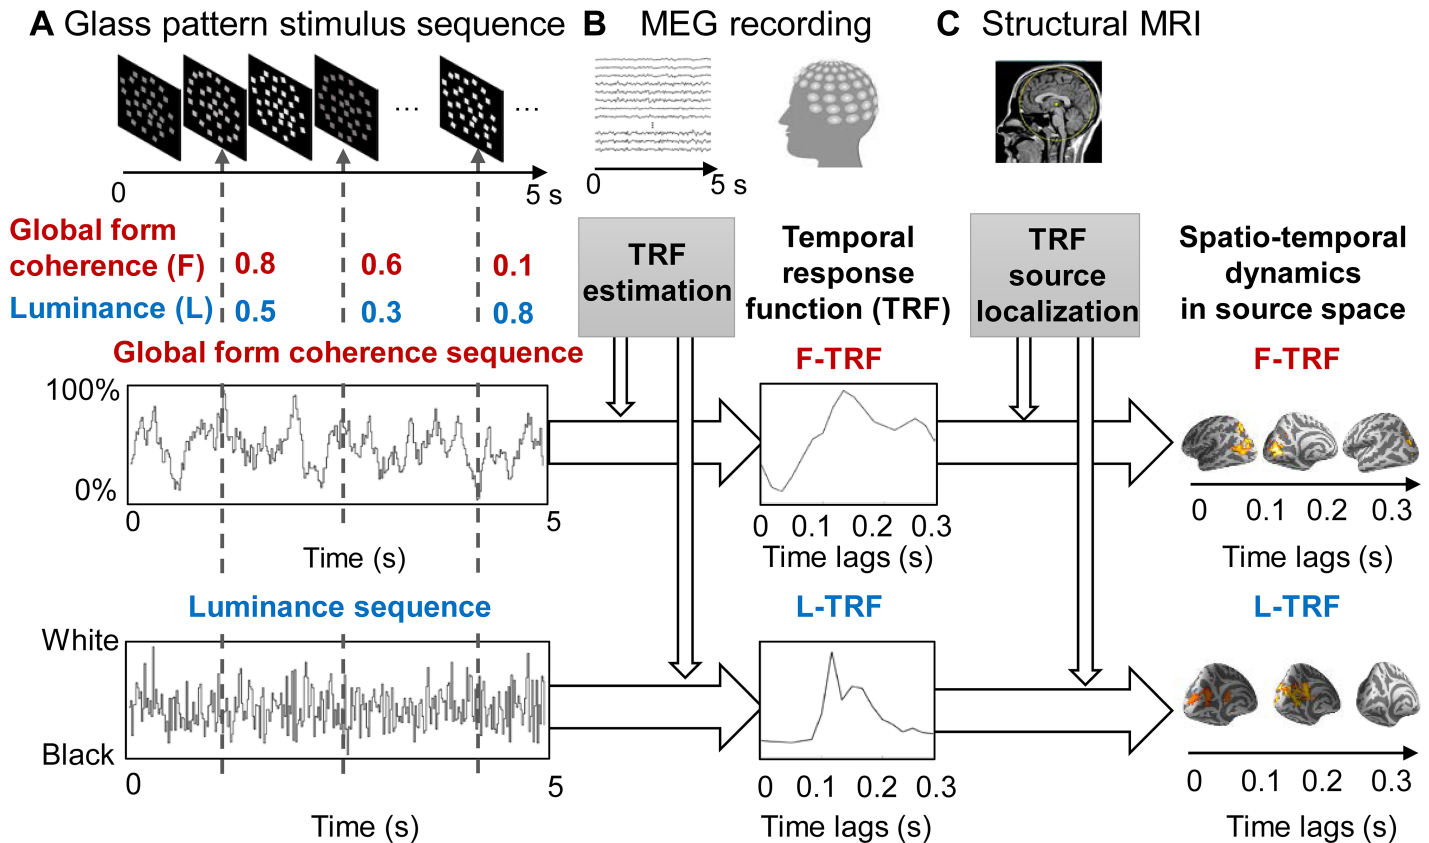 A Glass pattern stimulus sequence
B MEG recording
C Structural MRI
... ...
0 5 s
0 5 s
Global form
coherence (F) 0.8 0.6 0.1
Luminance (L) 0.5 0.3 0.8
TRF
estimation
Temporal
response
function (TRF)
TRF
source
localization
Spatio-temporal
dynamics
in source space
Global form coherence sequence
100%
0%
0 5
Time (s)
F-TRF
0 0.1 0.2 0.3
Time lags (s)
F-TRF
0 0.1 0.2 0.3
Time lags (s)
Luminance sequence
White
Black
0 5
Time (s)
L-TRF
0 0.1 0.2 0.3
Time lags (s)
L-TRF
0 0.1 0.2 0.3
Time lags (s)